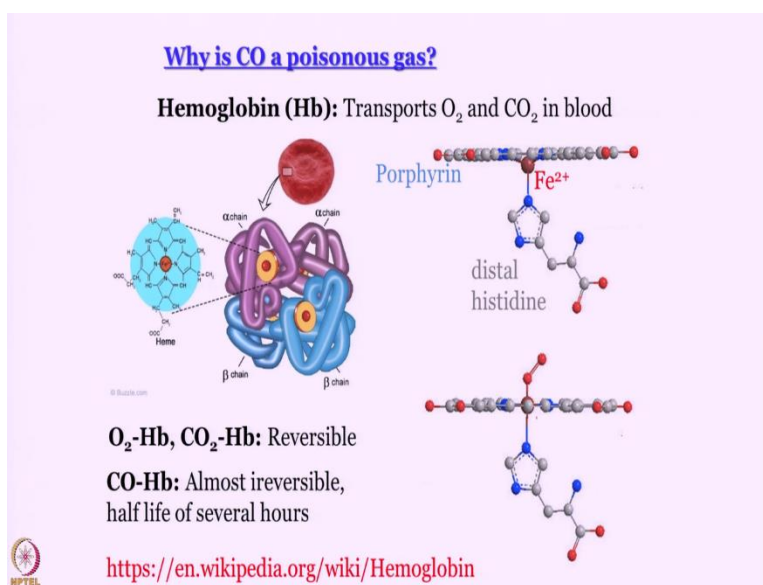 Why is CO a poisonous gas?
Hemoglobin (Hb): Transports O₂ and CO₂ in blood
Porphyrin
Fe²⁺
α chain
α chain
distal
histidine
Heme
β chain
β chain
© Buzzle.com
O₂-Hb, CO₂-Hb: Reversible
CO-Hb: Almost ireversible,
half life of several hours
https://en.wikipedia.org/wiki/Hemoglobin
NPTEL